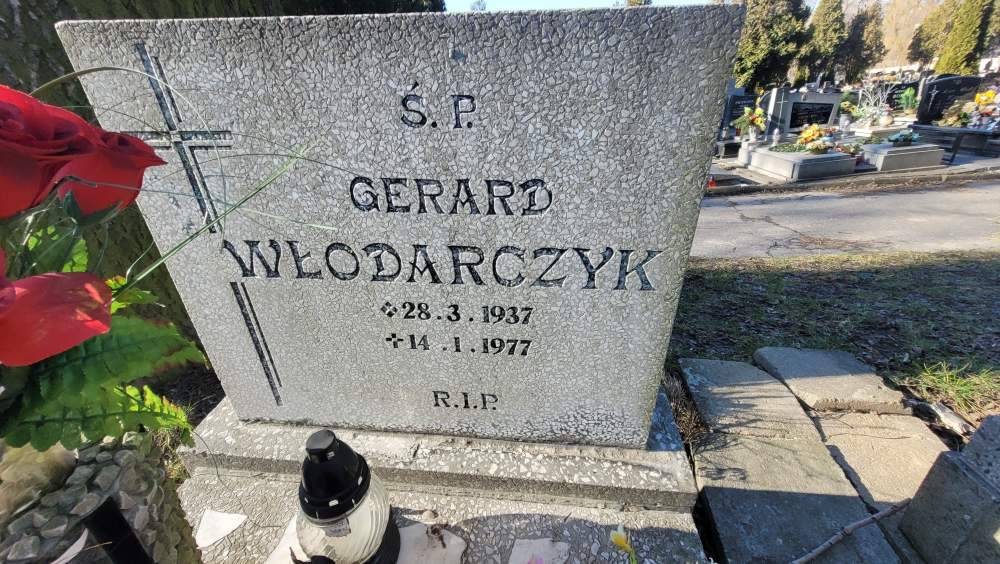 Ś. P.
GERARD
WŁODARCZYK
28.3.1937
14.1.1977
R.I.P.